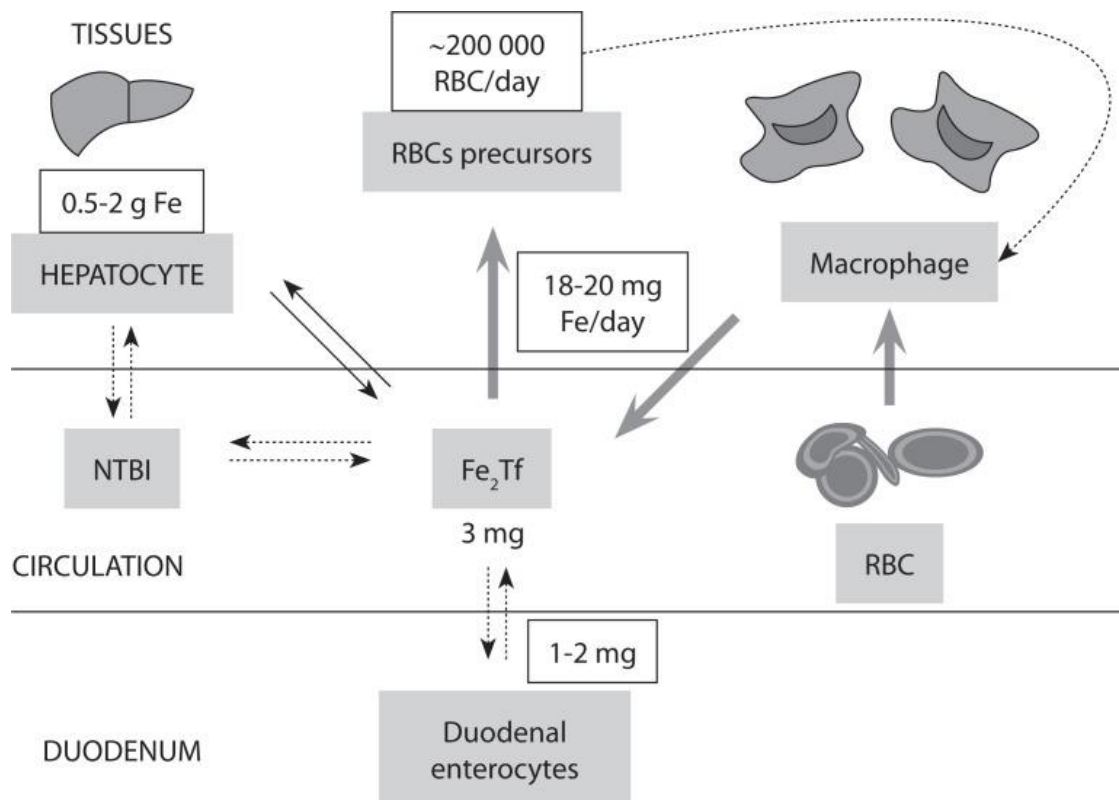 TISSUES
~200 000
RBC/day
RBCs precursors
0.5-2 g Fe
HEPATOCYTE
18-20 mg
Fe/day
Macrophage
NTBI
Fe₂Tf
3 mg
CIRCULATION
RBC
1-2 mg
DUODENUM
Duodenal
enterocytes